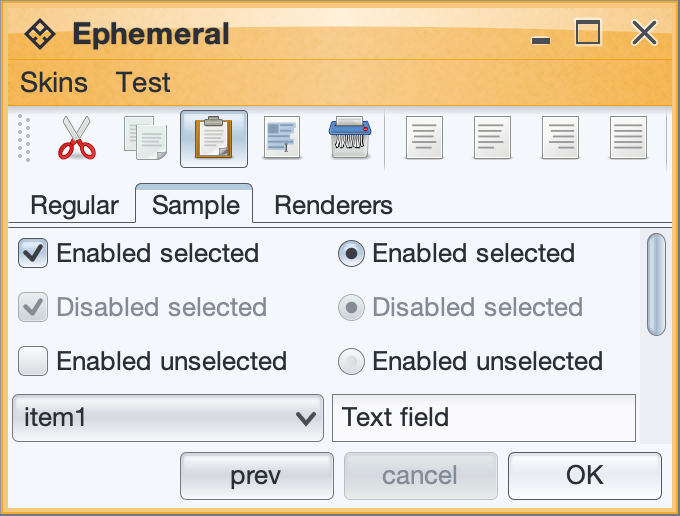 Ephemeral
Skins Test
Regular Sample Renderers
Enabled selected Enabled selected
Disabled selected Disabled selected
Enabled unselected Enabled unselected
item1 Text field
prev cancel OK